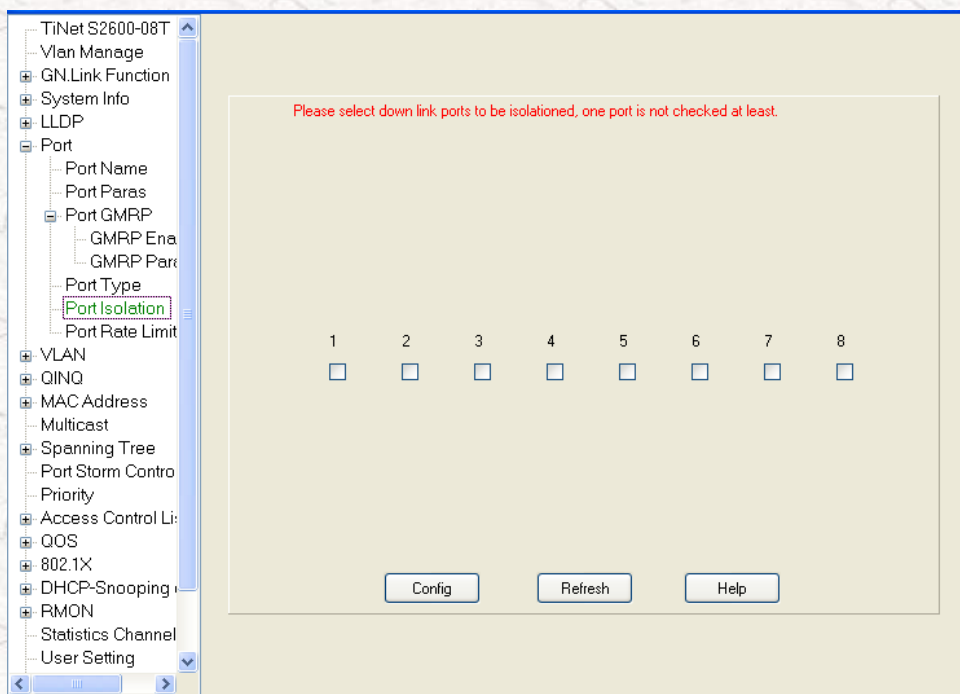 TiNet S2600-08T
Vlan Manage
GN.Link Function
System Info
LLDP
Port
Port Name
Port Paras
Port GMRP
GMRP Ena
GMRP Para
Port Type
Port Isolation
Port Rate Limit
VLAN
QINQ
MAC Address
Multicast
Spanning Tree
Port Storm Contro
Priority
Access Control Lis
QOS
802.1X
DHCP-Snooping
RMON
Statistics Channel
User Setting
Please select down link ports to be isolationed, one port is not checked at least.
1 2 3 4 5 6 7 8
Config Refresh Help